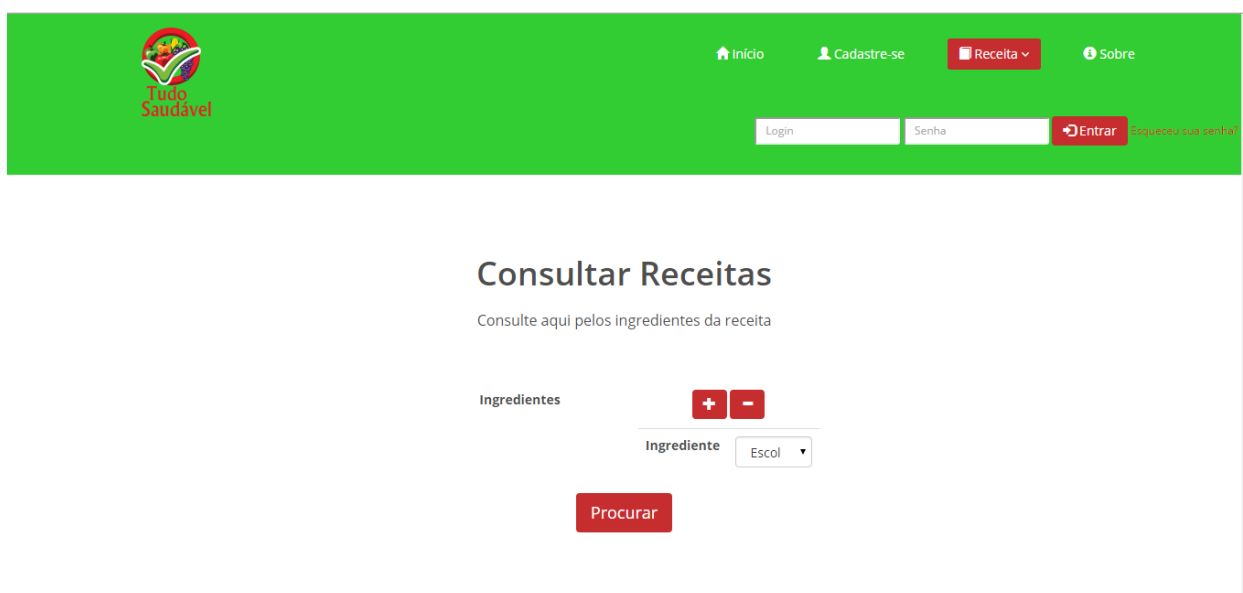 Tudo
Saudável
Início Cadastre-se Receita Sobre
Login Senha Entrar Esqueceu sua senha?
Consultar Receitas
Consulte aqui pelos ingredientes da receita
Ingredientes + -
Ingrediente Escol
Procurar